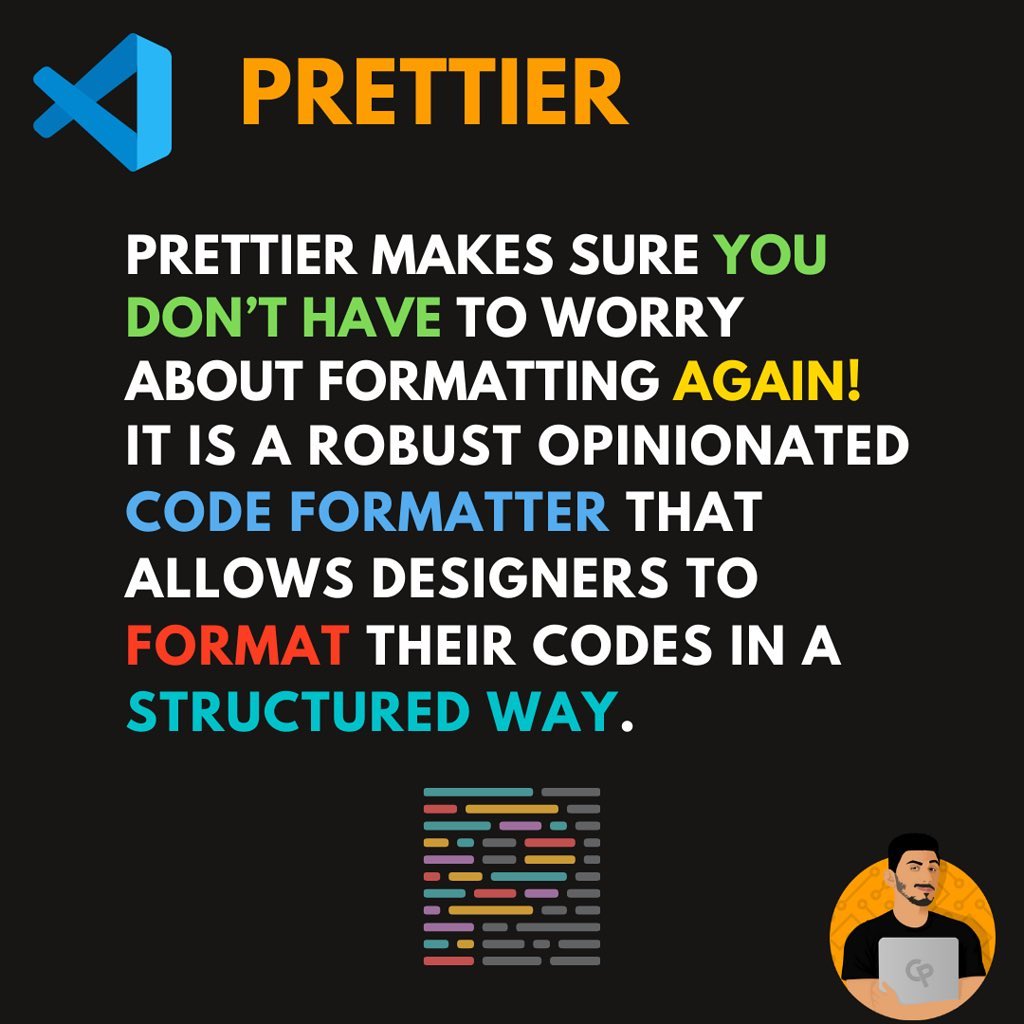 PRETTIER
PRETTIER MAKES SURE YOU
DON’T HAVE TO WORRY
ABOUT FORMATTING AGAIN!
IT IS A ROBUST OPINIONATED
CODE FORMATTER THAT
ALLOWS DESIGNERS TO
FORMAT THEIR CODES IN A
STRUCTURED WAY.
CP